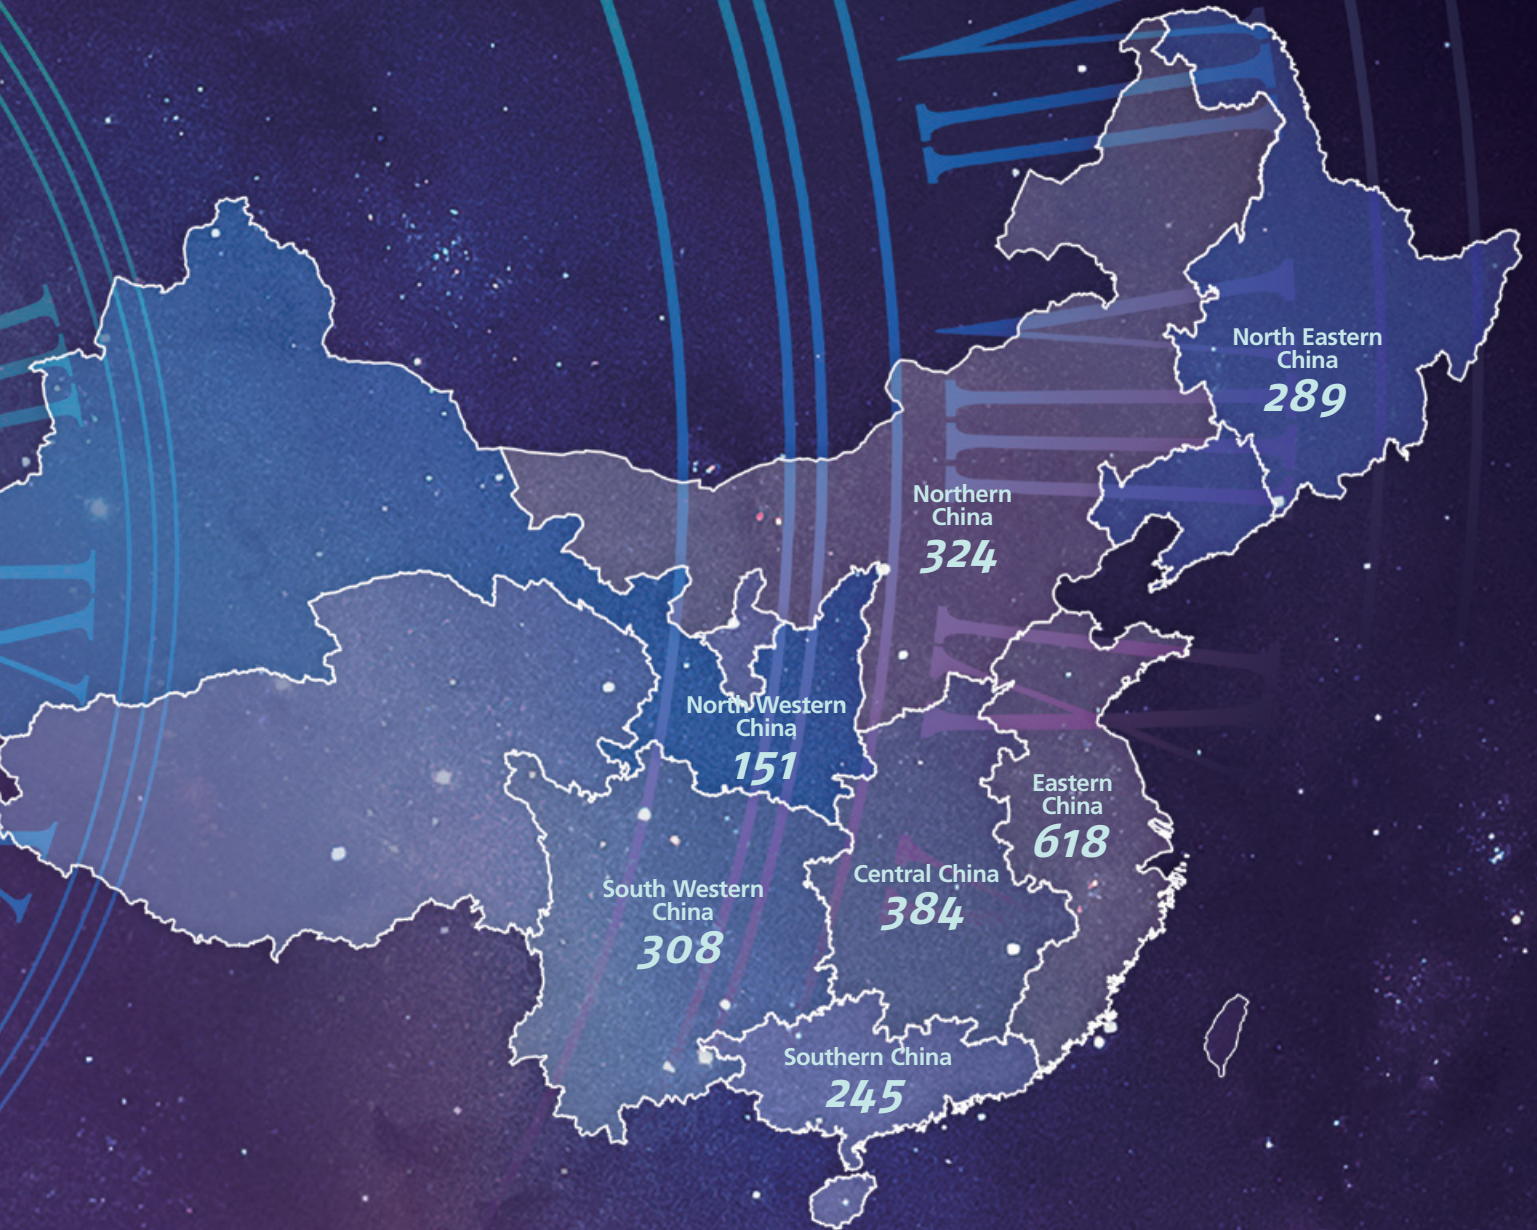 North Eastern
China
289
Northern
China
324
North Western
China
151
Eastern
China
618
Central China
384
South Western
China
308
Southern China
245